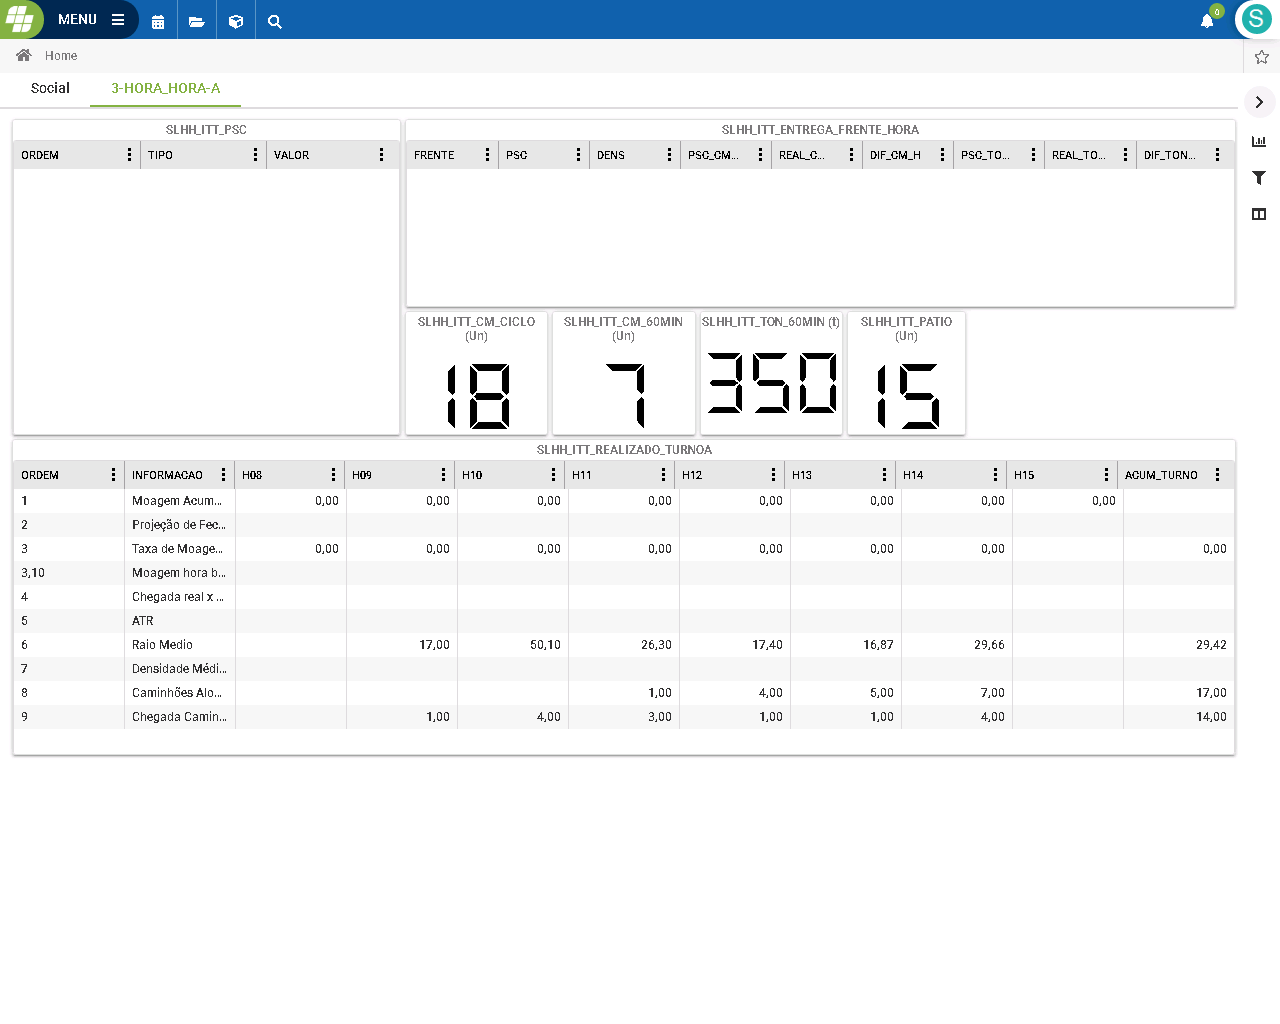 MENU
0
S
Home
Social 3-HORA_HORA-A
SLHH_ITT_PSC
ORDEM TIPO VALOR
SLHH_ITT_ENTREGA_FRENTE_HORA
FRENTE PSC DENS PSC_CM... REAL_C... DIF_CM_H PSC_TO... REAL_TO... DIF_TON...
SLHH_ITT_CM_CICLO
(Un)
18
SLHH_ITT_CM_60MIN
(Un)
7
SLHH_ITT_TON_60MIN (t)
350
SLHH_ITT_PATIO
(Un)
15
SLHH_ITT_REALIZADO_TURNOA
ORDEM INFORMACAO H08 H09 H10 H11 H12 H13 H14 H15 ACUM_TURNO
1 Moagem Acum... 0,00 0,00 0,00 0,00 0,00 0,00 0,00 0,00
2 Projeção de Fec...
3 Taxa de Moage... 0,00 0,00 0,00 0,00 0,00 0,00 0,00 0,00
3,10 Moagem hora b...
4 Chegada real x ...
5 ATR
6 Raio Medio 17,00 50,10 26,30 17,40 16,87 29,66 29,42
7 Densidade Médi...
8 Caminhões Alo... 1,00 4,00 5,00 7,00 17,00
9 Chegada Camin... 1,00 4,00 3,00 1,00 1,00 4,00 14,00